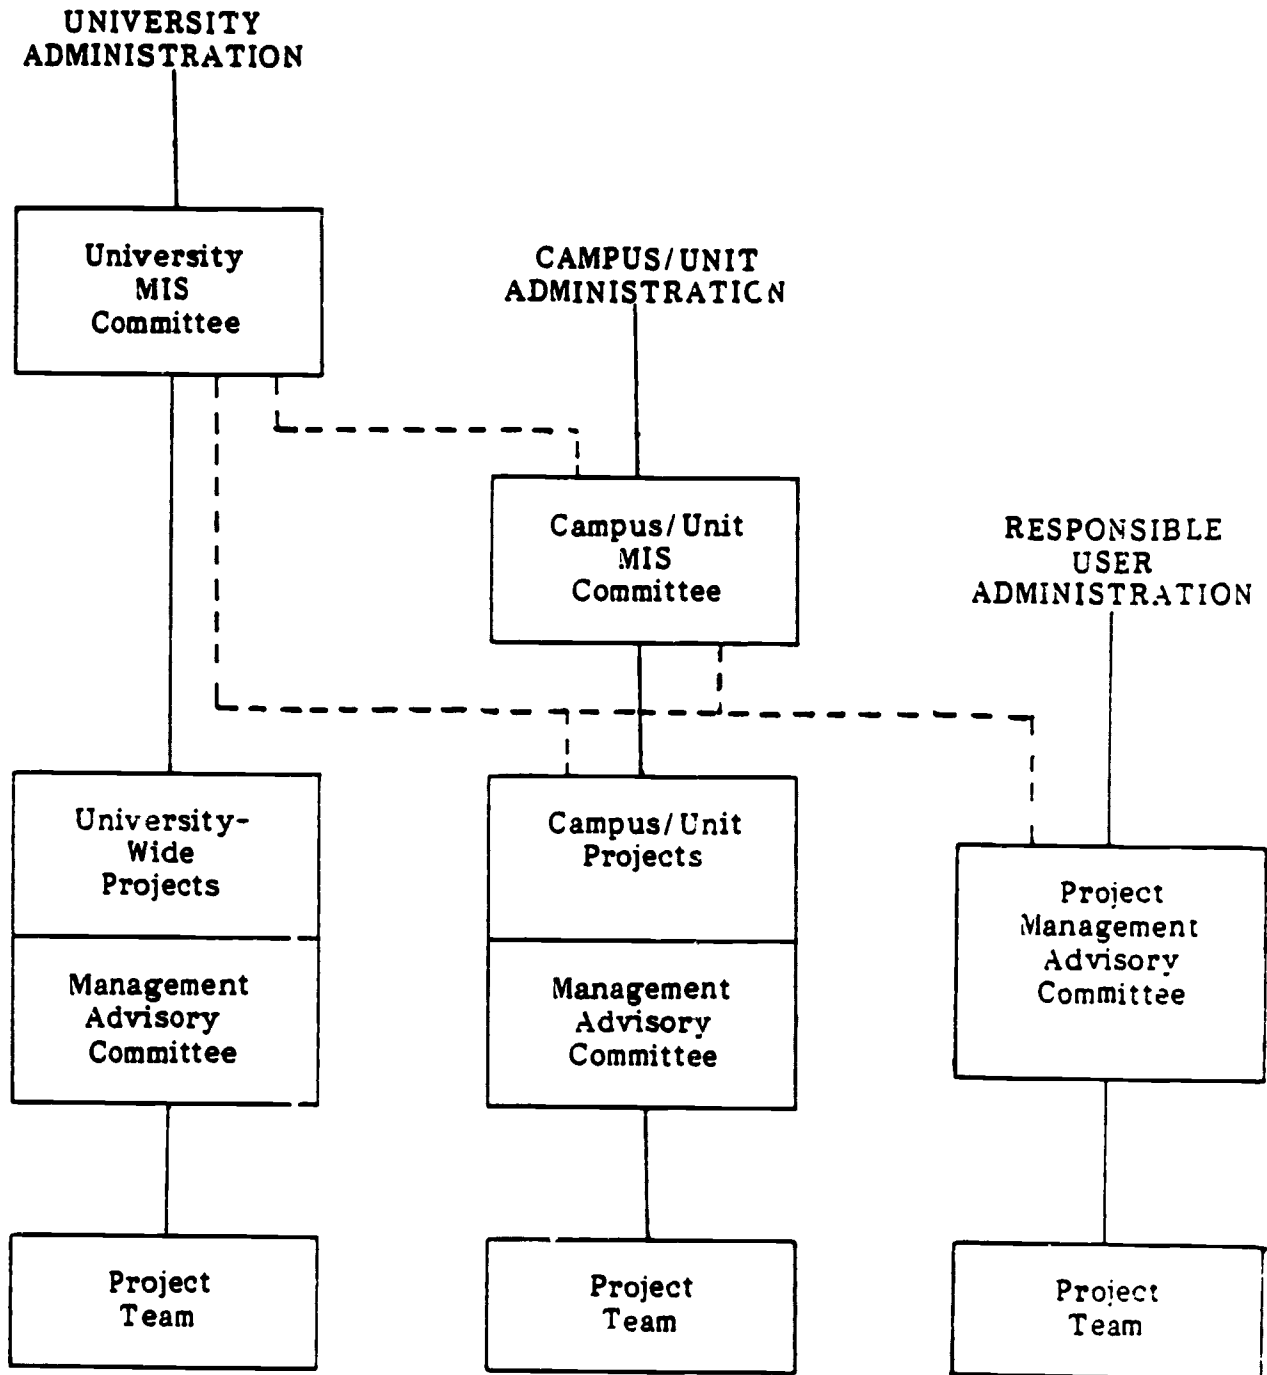 UNIVERSITY
ADMINISTRATION
University
MIS
Committee
CAMPUS/UNIT
ADMINISTRATION
Campus/Unit
MIS
Committee
RESPONSIBLE
USER
ADMINISTRATION
University-
Wide
Projects
Management
Advisory
Committee
Campus/Unit
Projects
Management
Advisory
Committee
Project
Management
Advisory
Committee
Project
Team
Project
Team
Project
Team